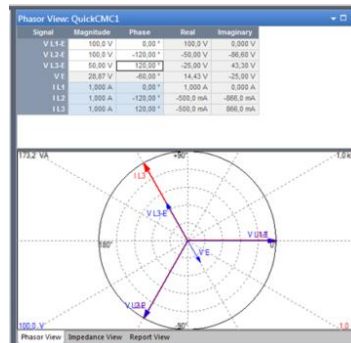 Phasor View: QuickCMC1
Signal Magnitude Phase Real Imaginary
V L1-E 100,0 V 0,00 ° 100,0 V 0,000 V
V L2-E 100,0 V -120,00 ° -50,00 V -86,60 V
V L3-E 50,00 V 120,00 ° -25,00 V 43,30 V
V E 28,87 V -60,00 ° 14,43 V -25,00 V
I L1 1,000 A 0,00 ° 1,000 A 0,000 A
I L2 1,000 A -120,00 ° -500,0 mA -866,0 mA
I L3 1,000 A 120,00 ° -500,0 mA 866,0 mA
173,2 VA +90°
I L3
V L3-E
180°
V E
-90°
100,0 V
Phasor View Impedance View Report View